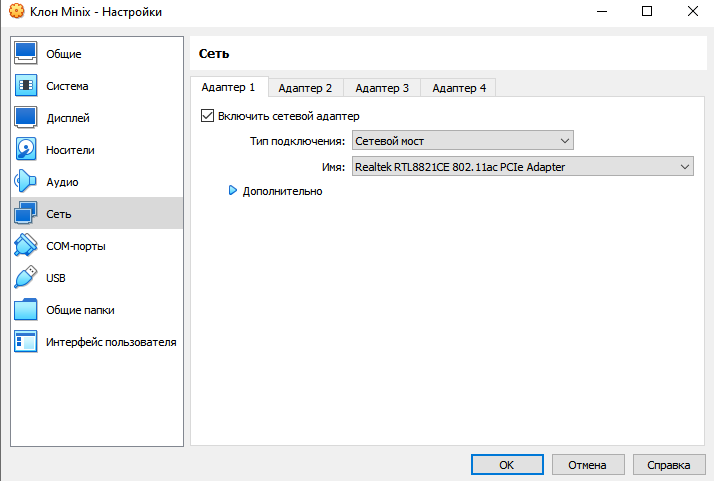 Клон Minix - Настройки
Общие
Система
Дисплей
Носители
Аудио
Сеть
COM-порты
USB
Общие папки
Интерфейс пользователя
Сеть
Адаптер 1 Адаптер 2 Адаптер 3 Адаптер 4
Включить сетевой адаптер
Тип подключения: Сетевой мост
Имя: Realtek RTL8821CE 802.11ac PCIe Adapter
Дополнительно
OK Отмена Справка